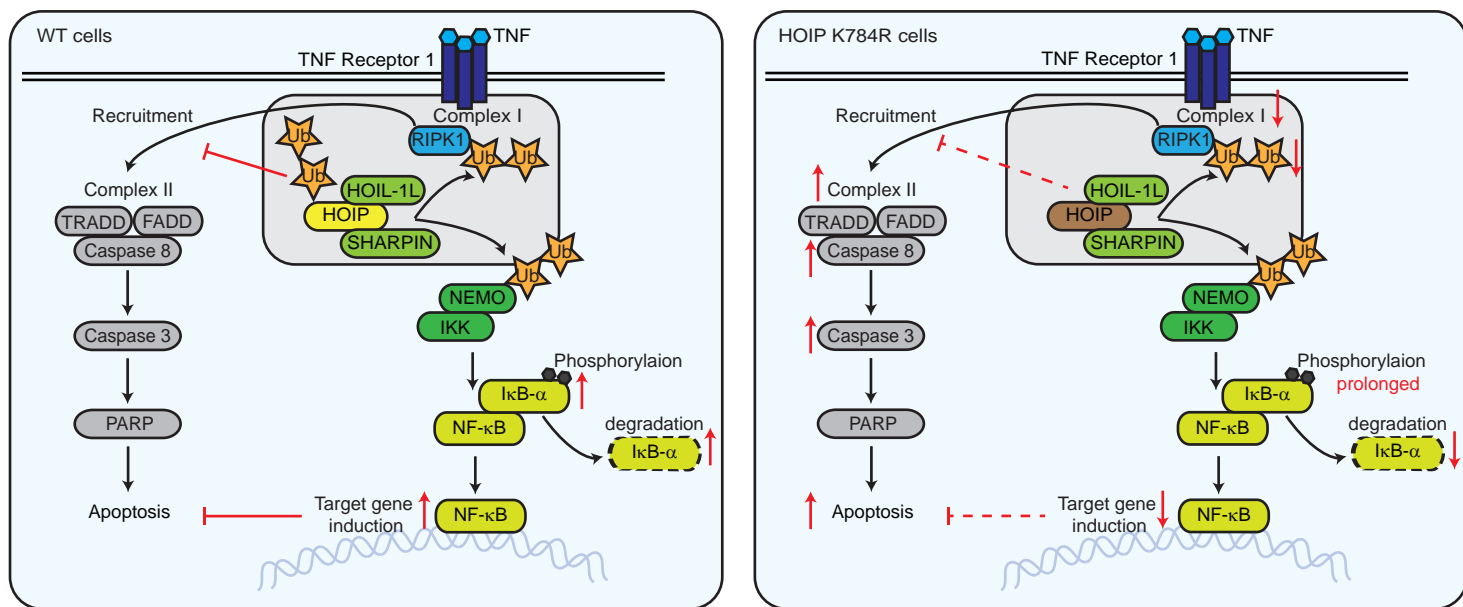 WT cells
TNF
TNF Receptor 1
Recruitment
Complex I
Ub
RIPK1
Ub
Ub
Ub
HOIL-1L
HOIP
SHARPIN
Complex II
TRADD
FADD
Caspase 8
Ub
Ub
NEMO
IKK
Caspase 3
Phosphorylaion
IκB-α
NF-κB
PARP
degradation
IκB-α
Apoptosis
Target gene
induction
NF-κB
HOIP K784R cells
TNF
TNF Receptor 1
Recruitment
Complex I
RIPK1
Ub
Ub
HOIL-1L
HOIP
SHARPIN
Complex II
TRADD
FADD
Caspase 8
Ub
Ub
NEMO
IKK
Caspase 3
Phosphorylaion
prolonged
IκB-α
NF-κB
PARP
degradation
IκB-α
Apoptosis
Target gene
induction
NF-κB